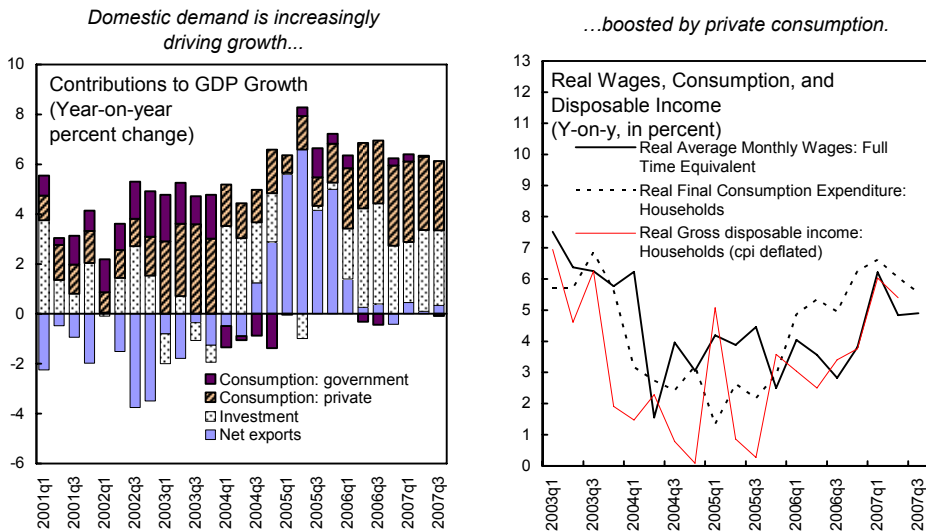 Domestic demand is increasingly
driving growth...
10
8
6
4
2
0
-2
-4
-6
Contributions to GDP Growth
(Year-on-year
percent change)
Consumption: government
Consumption: private
Investment
Net exports
2001q1
2001q3
2002q1
2002q3
2003q1
2003q3
2004q1
2004q3
2005q1
2005q3
2006q1
2006q3
2007q1
2007q3
...boosted by private consumption.
13
12
11
10
9
8
7
6
5
4
3
2
1
0
Real Wages, Consumption, and
Disposable Income
(Y-on-y, in percent)
Real Average Monthly Wages: Full
Time Equivalent
Real Final Consumption Expenditure:
Households
Real Gross disposable income:
Households (cpi deflated)
2003q1
2003q3
2004q1
2004q3
2005q1
2005q3
2006q1
2006q3
2007q1
2007q3